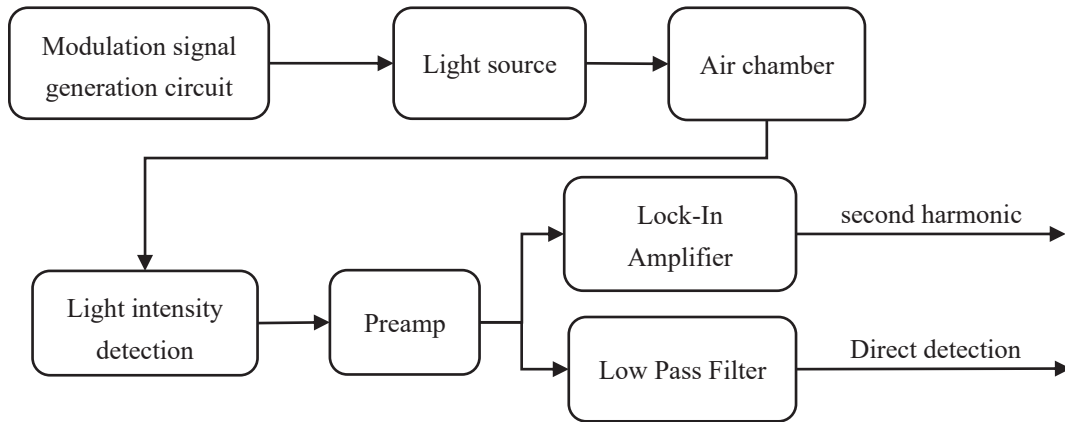 Modulation signal
generation circuit
Light source
Air chamber
Lock-In
Amplifier
second harmonic
Light intensity
detection
Preamp
Low Pass Filter
Direct detection